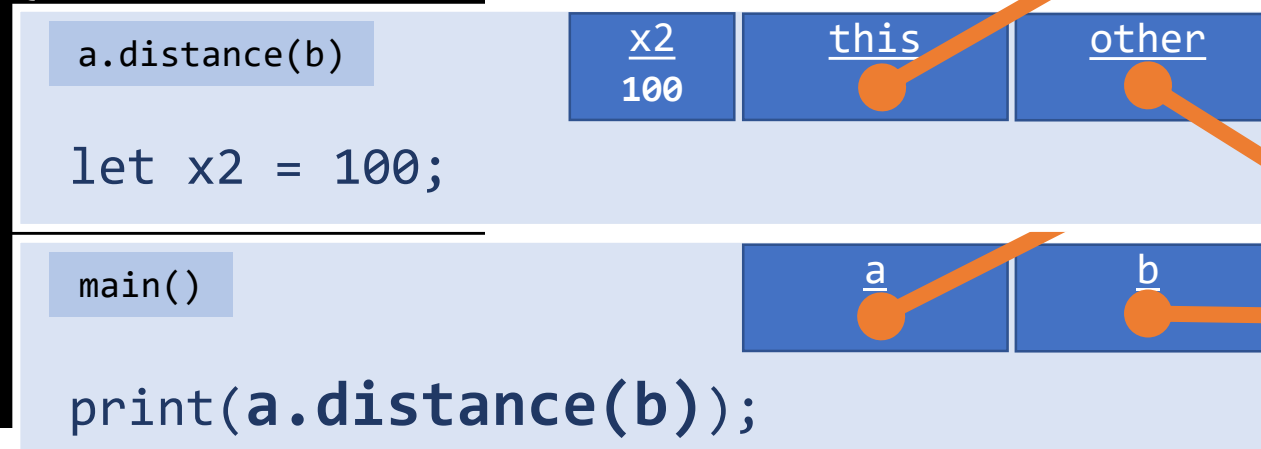 a.distance(b)
x2 this other
100
let x2 = 100;
main()
a b
print(a.distance(b));